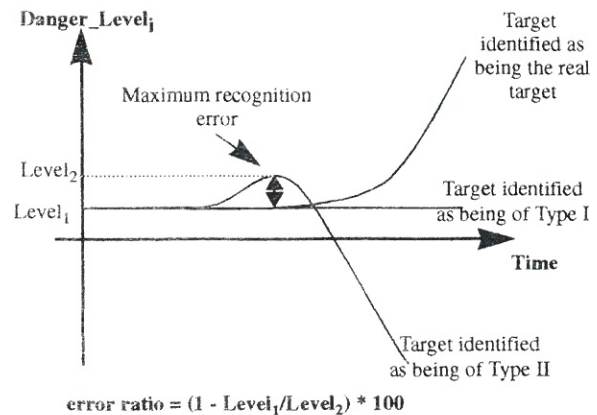 Danger_Level_i
Target
identified as
being the real
target
Maximum recognition
error
Level_2
Level_1
Target identified
as being of Type I
Time
Target identified
as being of Type II
error ratio = (1 - Level_1/Level_2) * 100